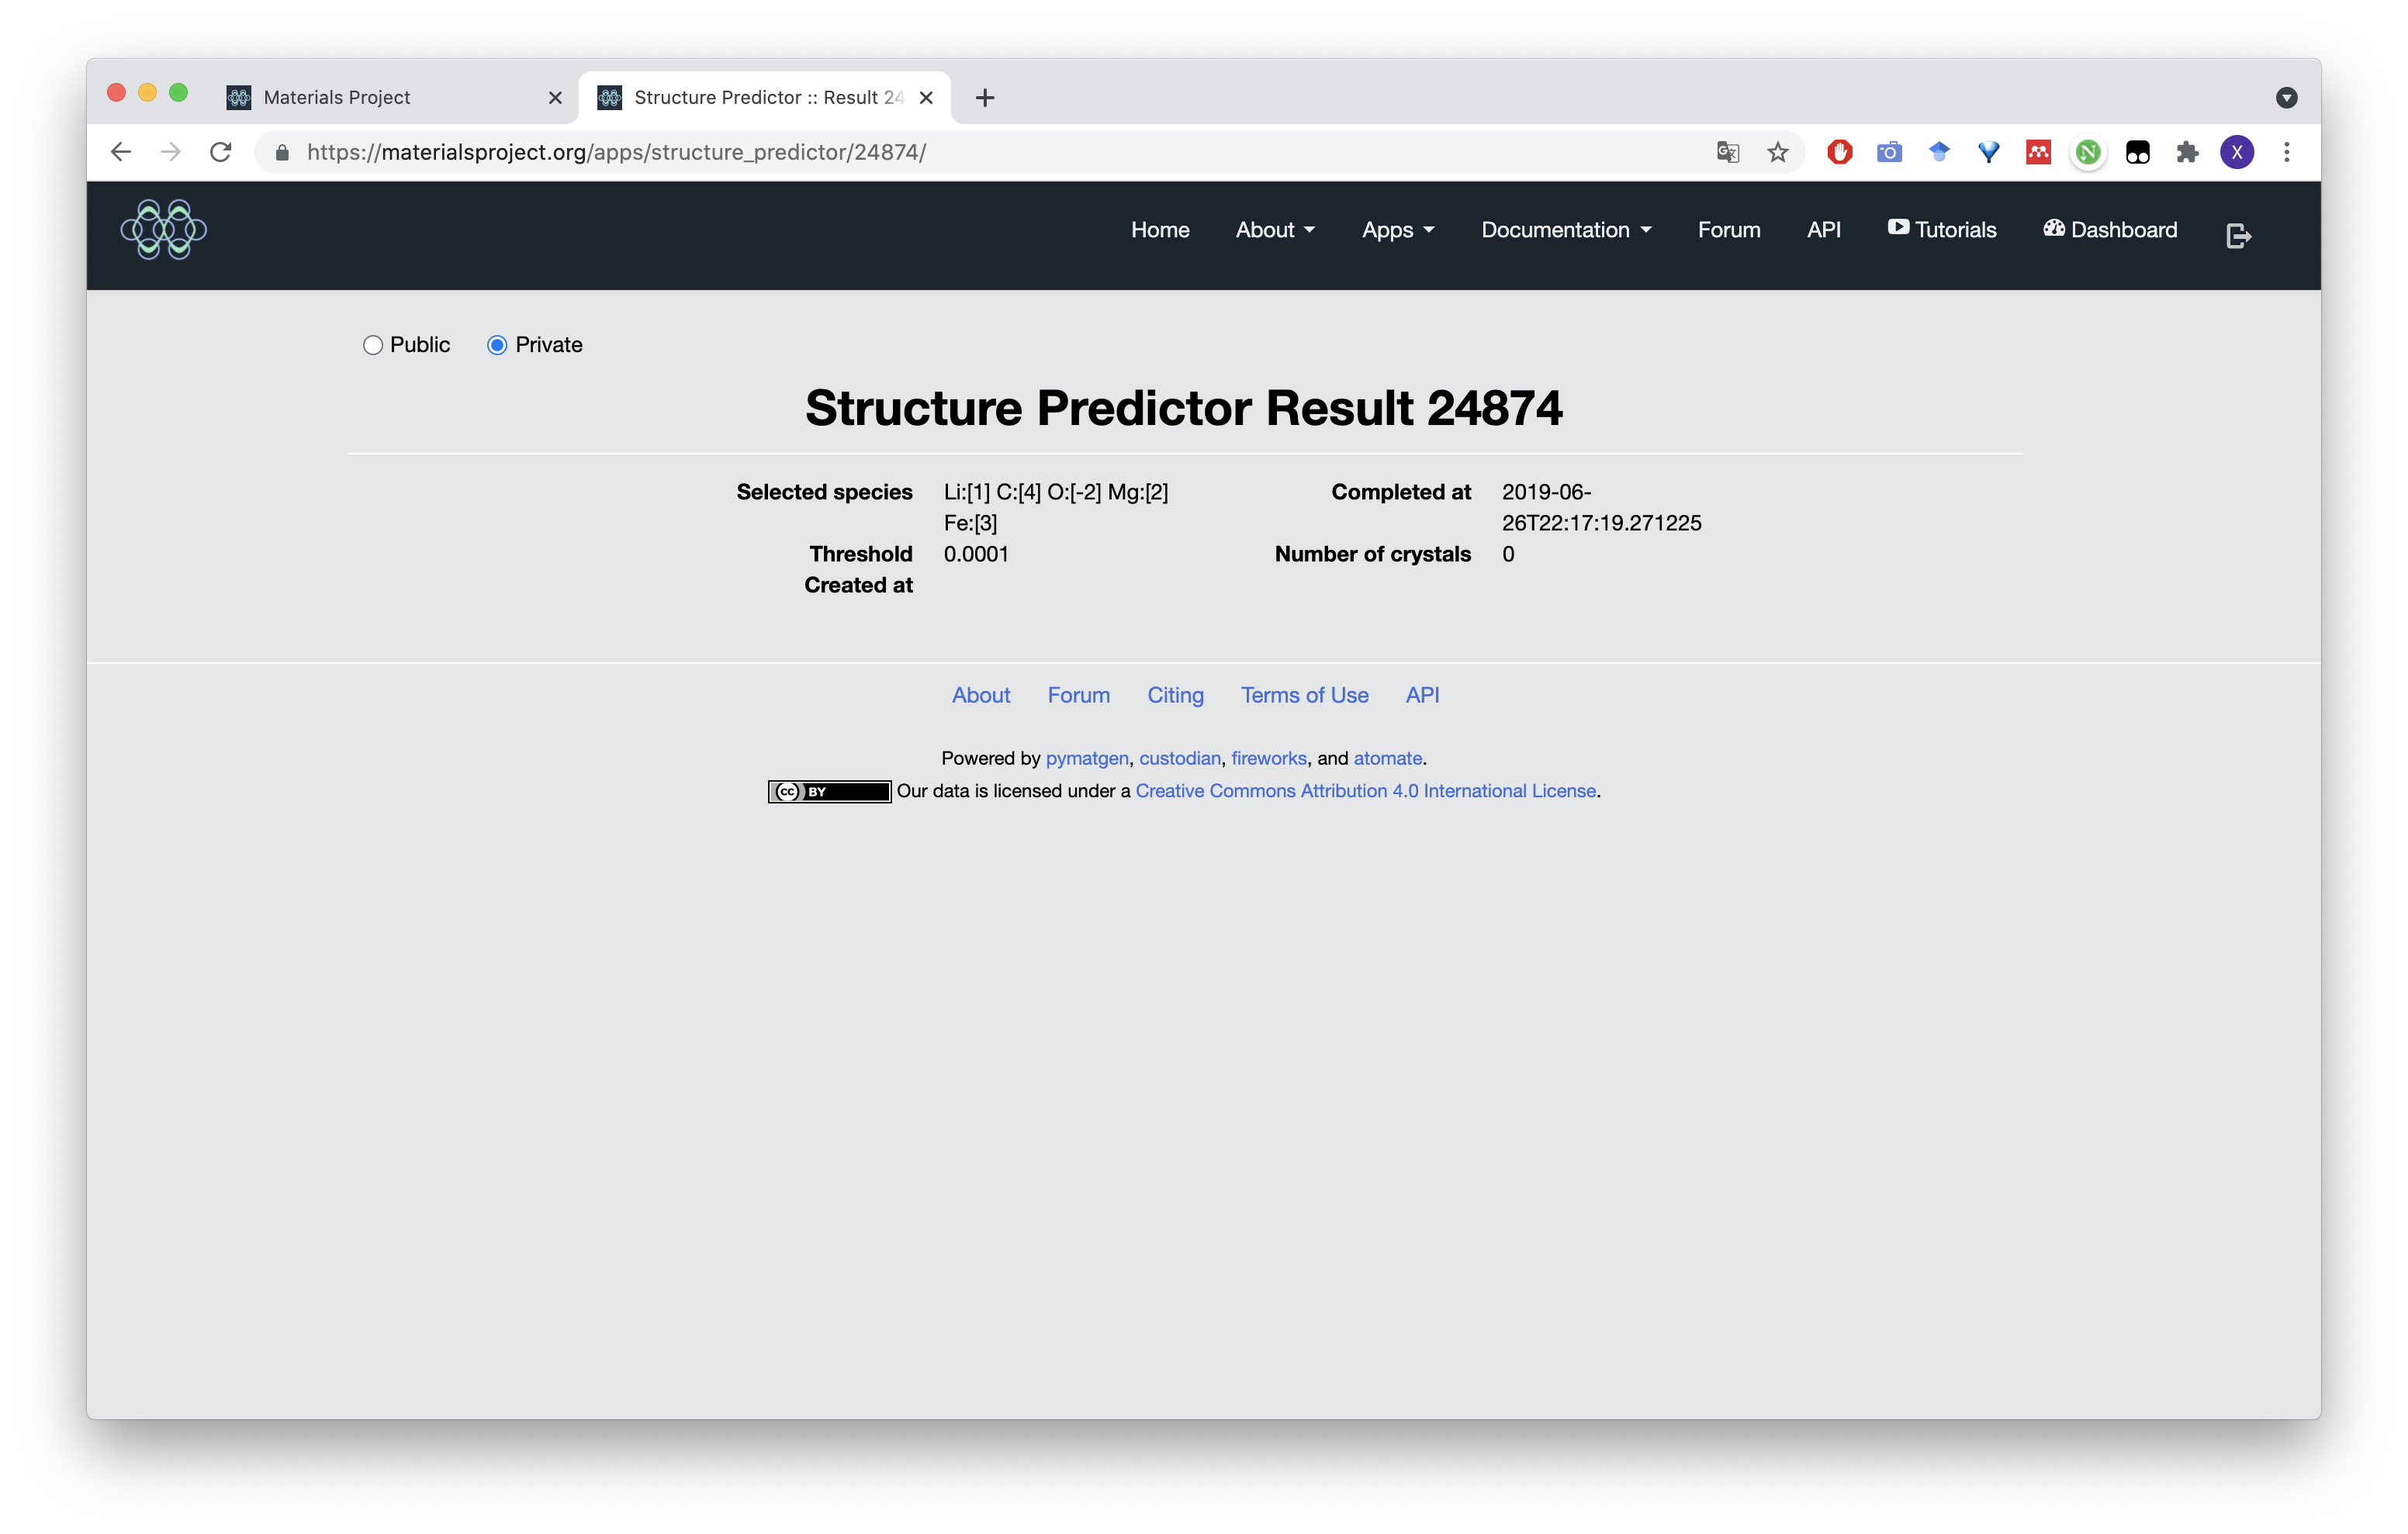 Materials Project
Structure Predictor :: Result 24
https://materialsproject.org/apps/structure_predictor/24874/
N
X
Home About Apps Documentation Forum API Tutorials Dashboard
Public Private
Structure Predictor Result 24874
Selected species Li:[1] C:[4] O:[-2] Mg:[2] Completed at 2019-06-
Fe:[3] 26T22:17:19.271225
Threshold 0.0001 Number of crystals 0
Created at
About Forum Citing Terms of Use API
Powered by pymatgen, custodian, fireworks, and atomate.
cc BY Our data is licensed under a Creative Commons Attribution 4.0 International License.